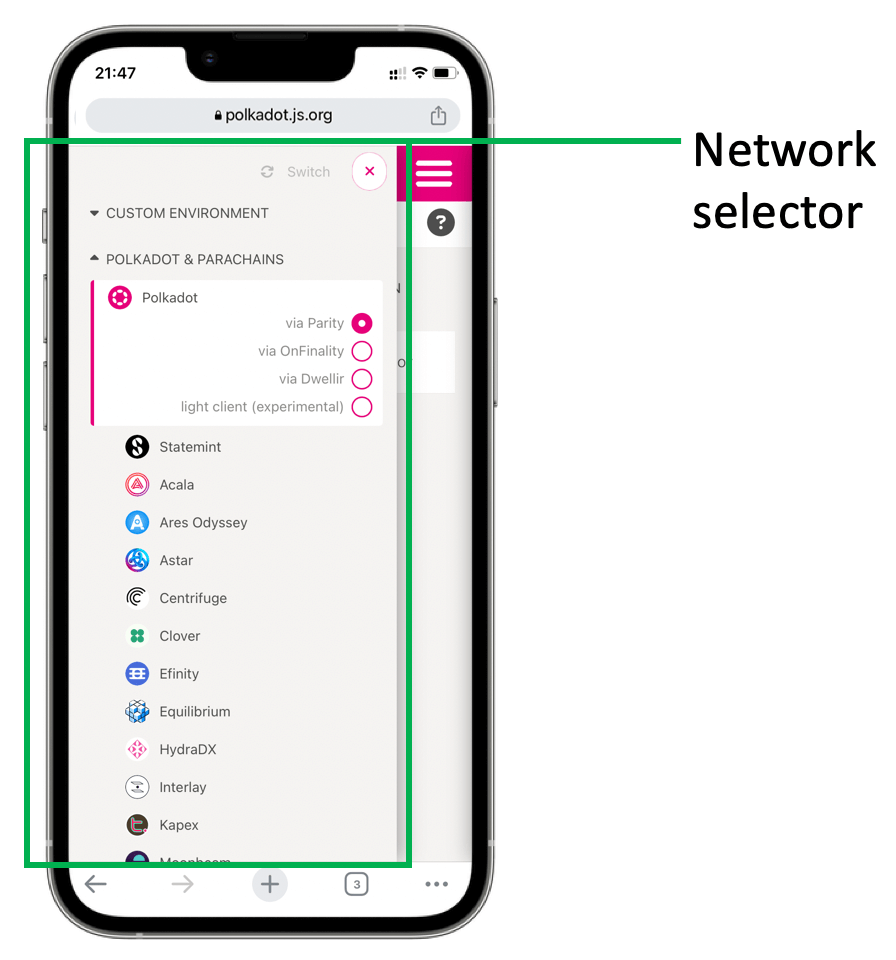 21:47
polkadot.js.org
Network
selector
Switch
CUSTOM ENVIRONMENT
?
POLKADOT & PARACHAINS
Polkadot
via Parity
via OnFinality
via Dwellir
light client (experimental)
Statemint
Acala
Ares Odyssey
Astar
Centrifuge
Clover
Efinity
Equilibrium
HydraDX
Interlay
Kapex
Moonbeam
3